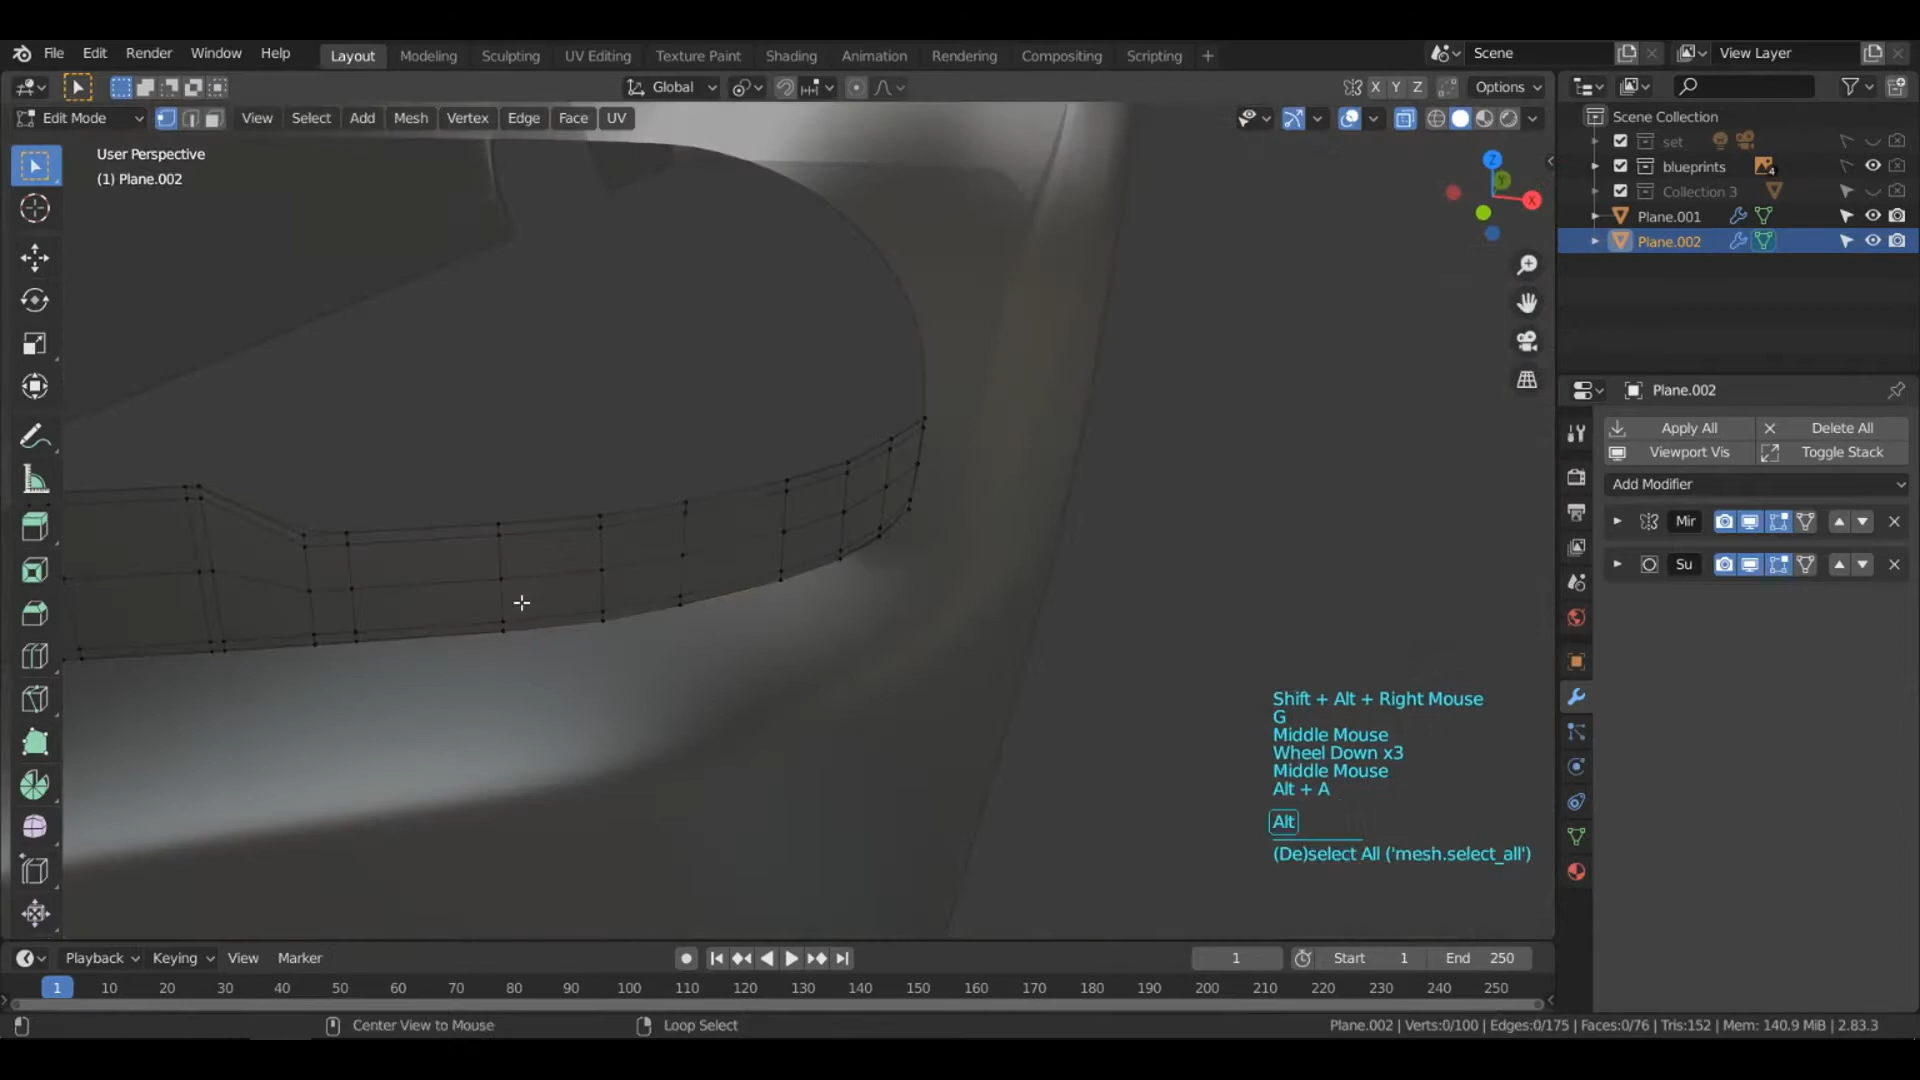 File Edit Render Window Help Layout Modeling Sculpting UV Editing Texture Paint Shading Animation Rendering Compositing Scripting + Scene View Layer
Global X Y Z Options
Edit Mode View Select Add Mesh Vertex Edge Face UV
User Perspective
(1) Plane.002
Z
Y
X
Scene Collection
set
blueprints 4
Collection 3
Plane.001
Plane.002
Plane.002
Apply All Delete All
Viewport Vis Toggle Stack
Add Modifier
Mir
Su
Shift + Alt + Right Mouse
G
Middle Mouse
Wheel Down x3
Middle Mouse
Alt + A
Alt
(De)select All ('mesh.select_all')
Playback Keying View Marker 1 Start 1 End 250
1 10 20 30 40 50 60 70 80 90 100 110 120 130 140 150 160 170 180 190 200 210 220 230 240 250
Center View to Mouse Loop Select Plane.002 | Verts:0/100 | Edges:0/175 | Faces:0/76 | Tris:152 | Mem: 140.9 MiB | 2.83.3